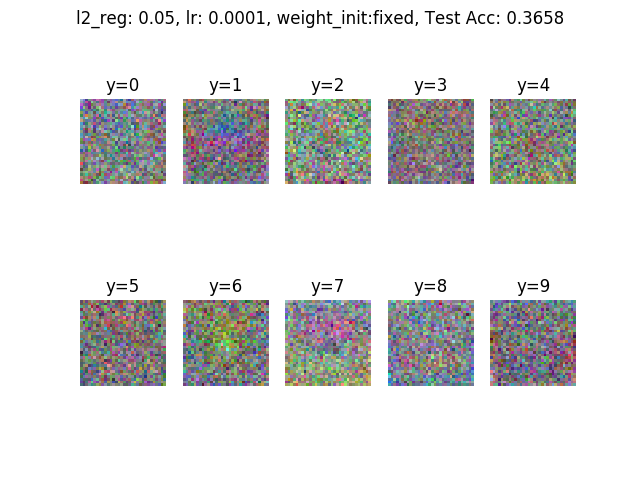 l2_reg: 0.05, lr: 0.0001, weight_init:fixed, Test Acc: 0.3658
y=0 y=1 y=2 y=3 y=4
y=5 y=6 y=7 y=8 y=9